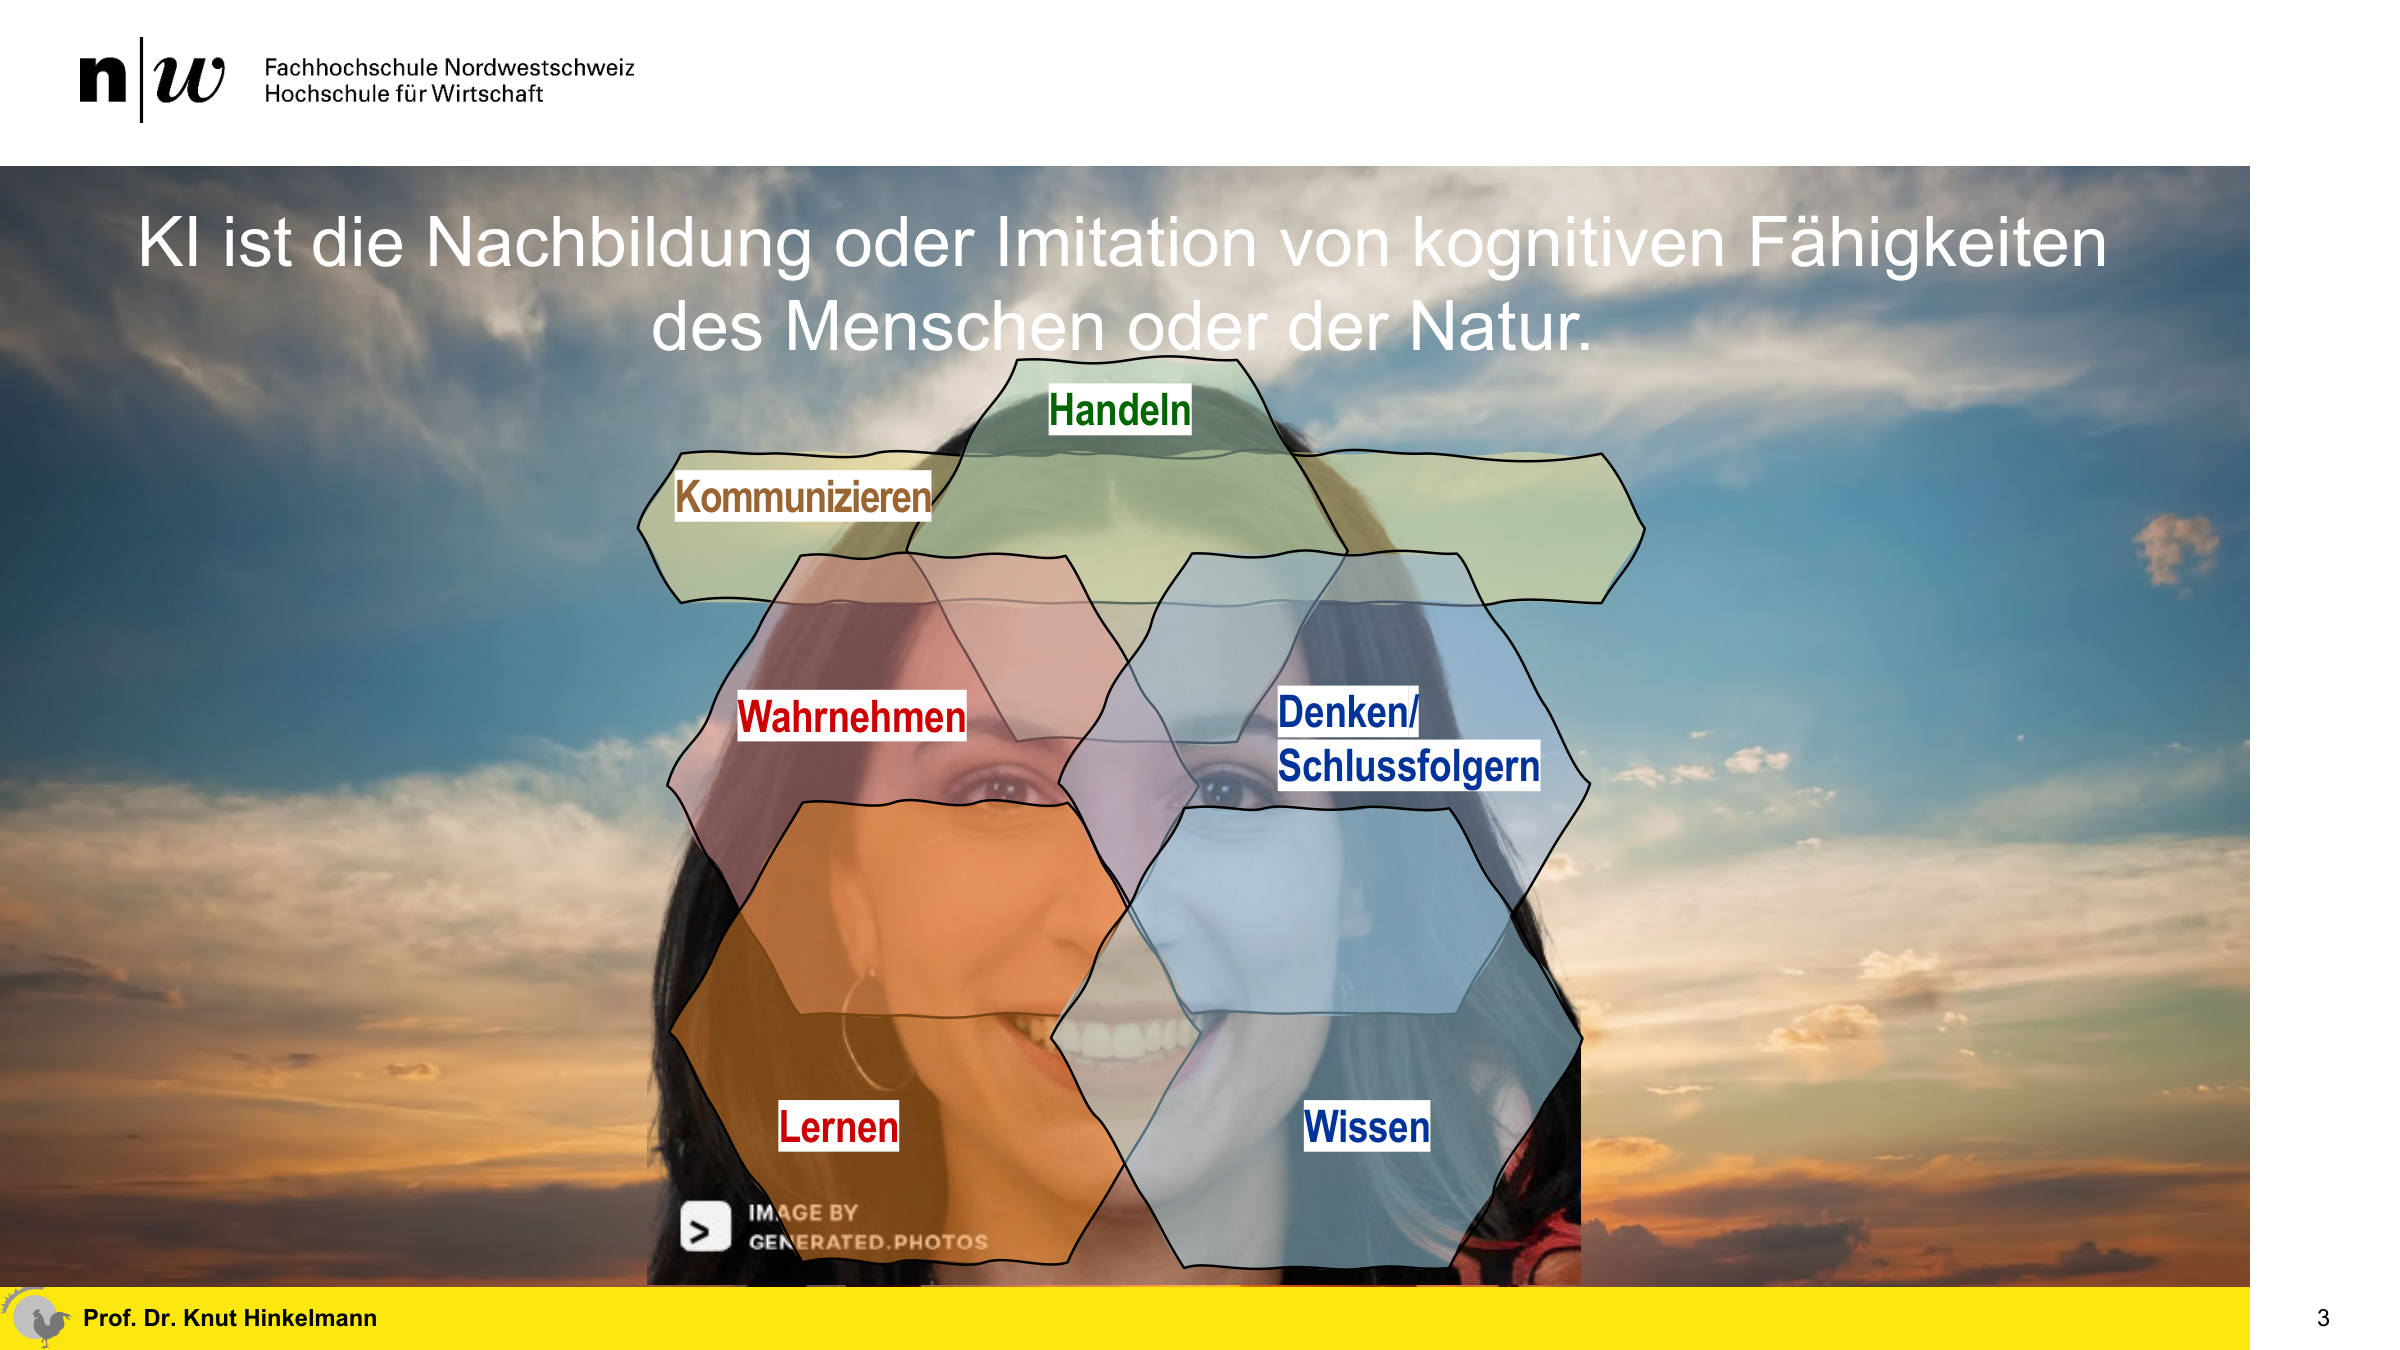 n|w
Fachhochschule Nordwestschweiz
Hochschule für Wirtschaft
KI ist die Nachbildung oder Imitation von kognitiven Fähigkeiten
des Menschen oder der Natur.
Handeln
Kommunizieren
Wahrnehmen
Denken/
Schlussfolgern
Lernen
Wissen
IMAGE BY
GENERATED.PHOTOS
Prof. Dr. Knut Hinkelmann
3